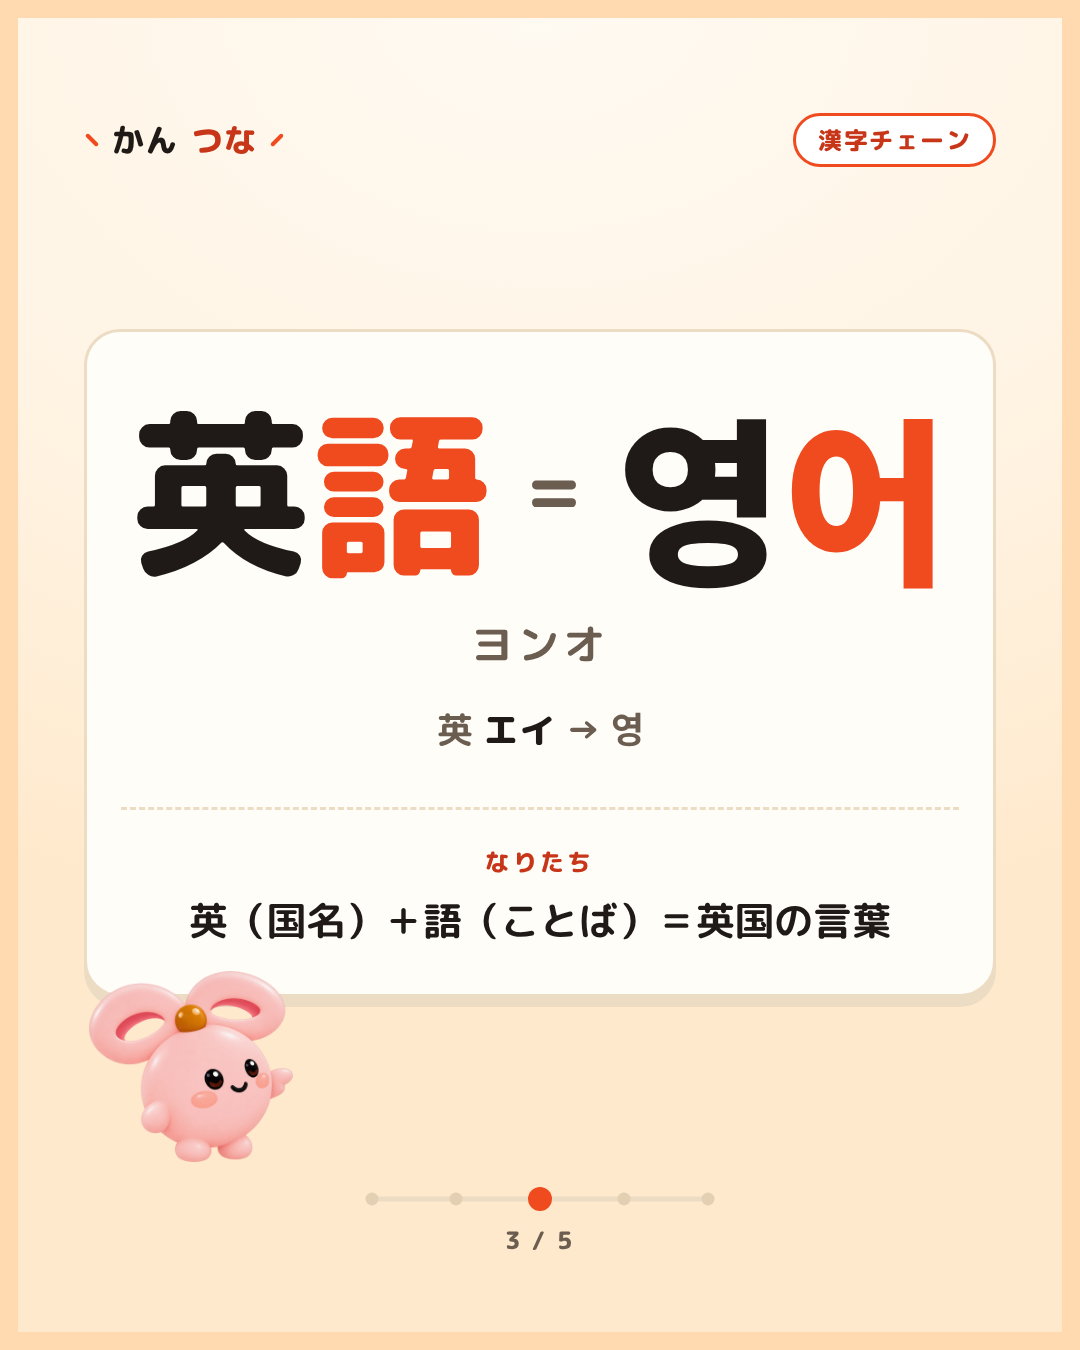 かん つな
漢字チェーン
英語 = 영어
ヨンオ
英 エイ → 영
なりたち
英（国名）＋語（ことば）＝英国の言葉
3 / 5